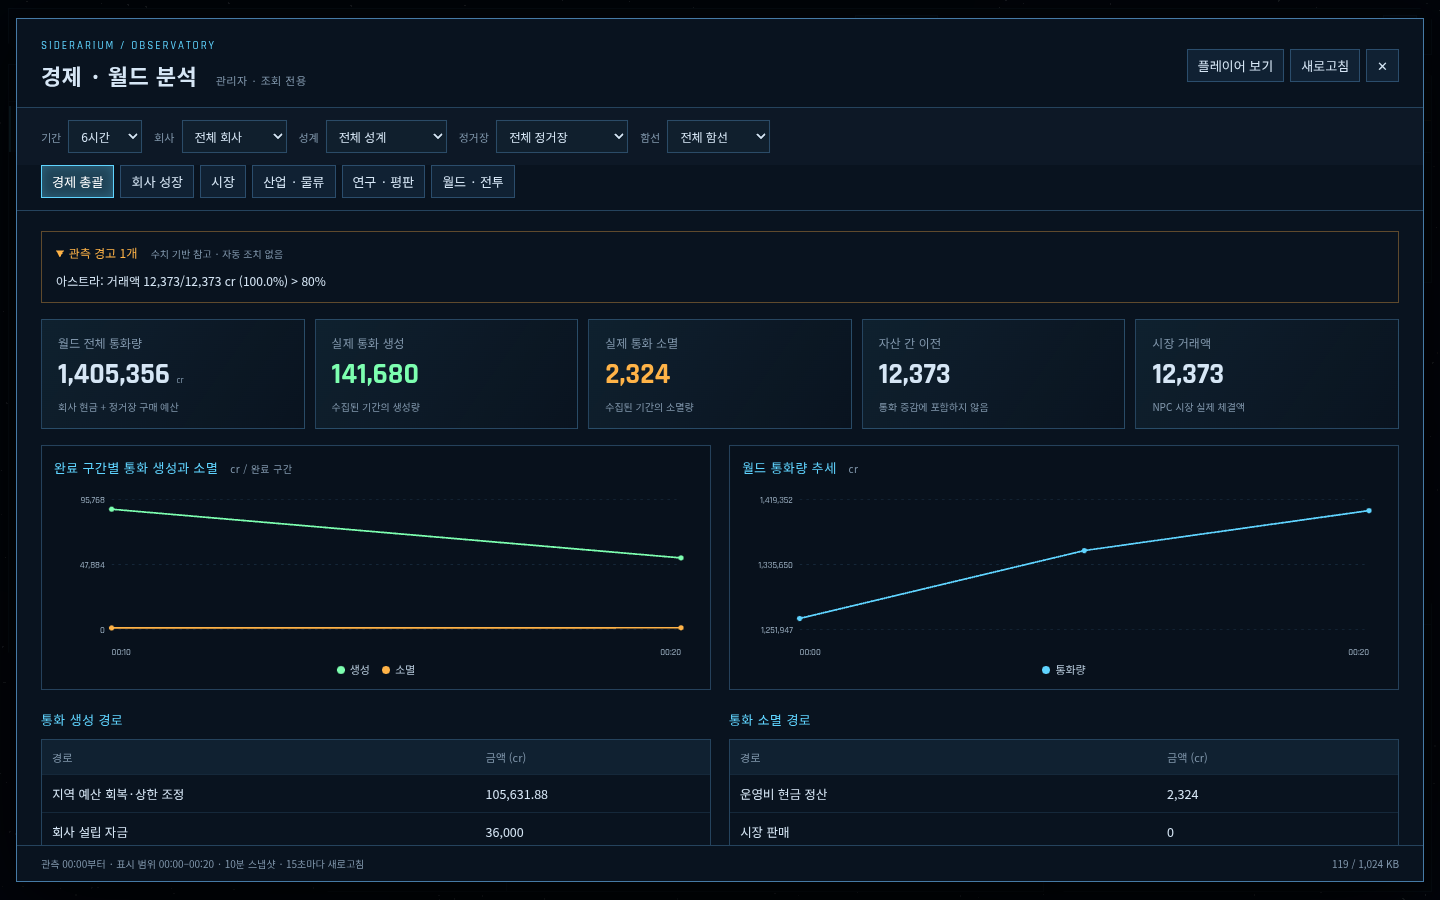 SIDERARIUM / OBSERVATORY
경제 · 월드 분석 관리자 · 조회 전용
플레이어 보기 새로고침 ✕
기간 6시간 회사 전체 회사 성계 전체 성계 정거장 전체 정거장 함선 전체 함선
경제 총괄 회사 성장 시장 산업 · 물류 연구 · 평판 월드 · 전투
▼ 관측 경고 1개 수치 기반 참고 · 자동 조치 없음
아스트라: 거래액 12,373/12,373 cr (100.0%) > 80%
월드 전체 통화량
1,405,356 cr
회사 현금 + 정거장 구매 예산
실제 통화 생성
141,680
수집된 기간의 생성량
실제 통화 소멸
2,324
수집된 기간의 소멸량
자산 간 이전
12,373
통화 증감에 포함하지 않음
시장 거래액
12,373
NPC 시장 실제 체결액
완료 구간별 통화 생성과 소멸 cr / 완료 구간
95,768
47,884
0
00:10 00:20
생성 소멸
월드 통화량 추세 cr
1,419,352
1,335,650
1,251,947
00:00 00:20
통화량
통화 생성 경로
경로 금액 (cr)
지역 예산 회복·상한 조정 105,631.88
회사 설립 자금 36,000
통화 소멸 경로
경로 금액 (cr)
운영비 현금 정산 2,324
시장 판매 0
관측 00:00부터 · 표시 범위 00:00–00:20 · 10분 스냅샷 · 15초마다 새로고침
119 / 1,024 KB